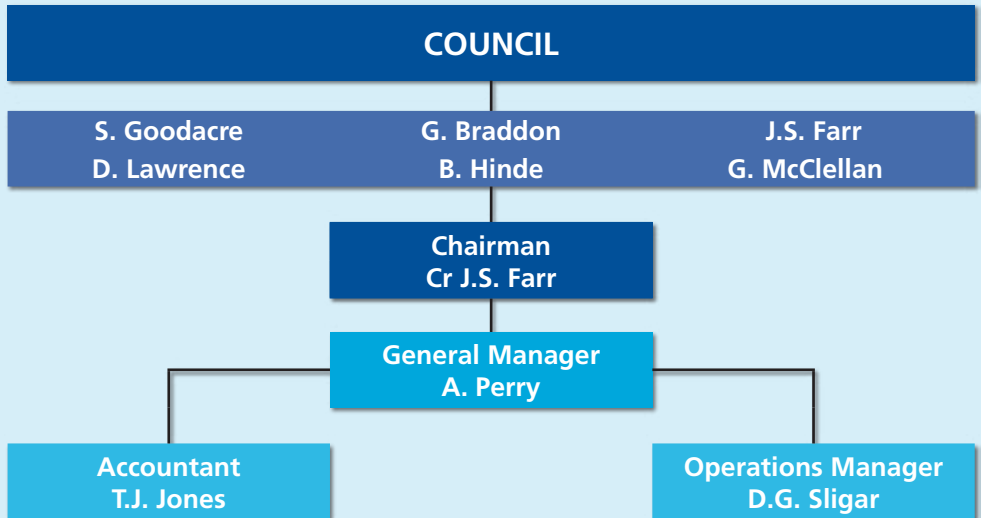 COUNCIL
S. Goodacre G. Braddon J.S. Farr
D. Lawrence B. Hinde G. McClellan
Chairman
Cr J.S. Farr
General Manager
A. Perry
Accountant
T.J. Jones
Operations Manager
D.G. Sligar